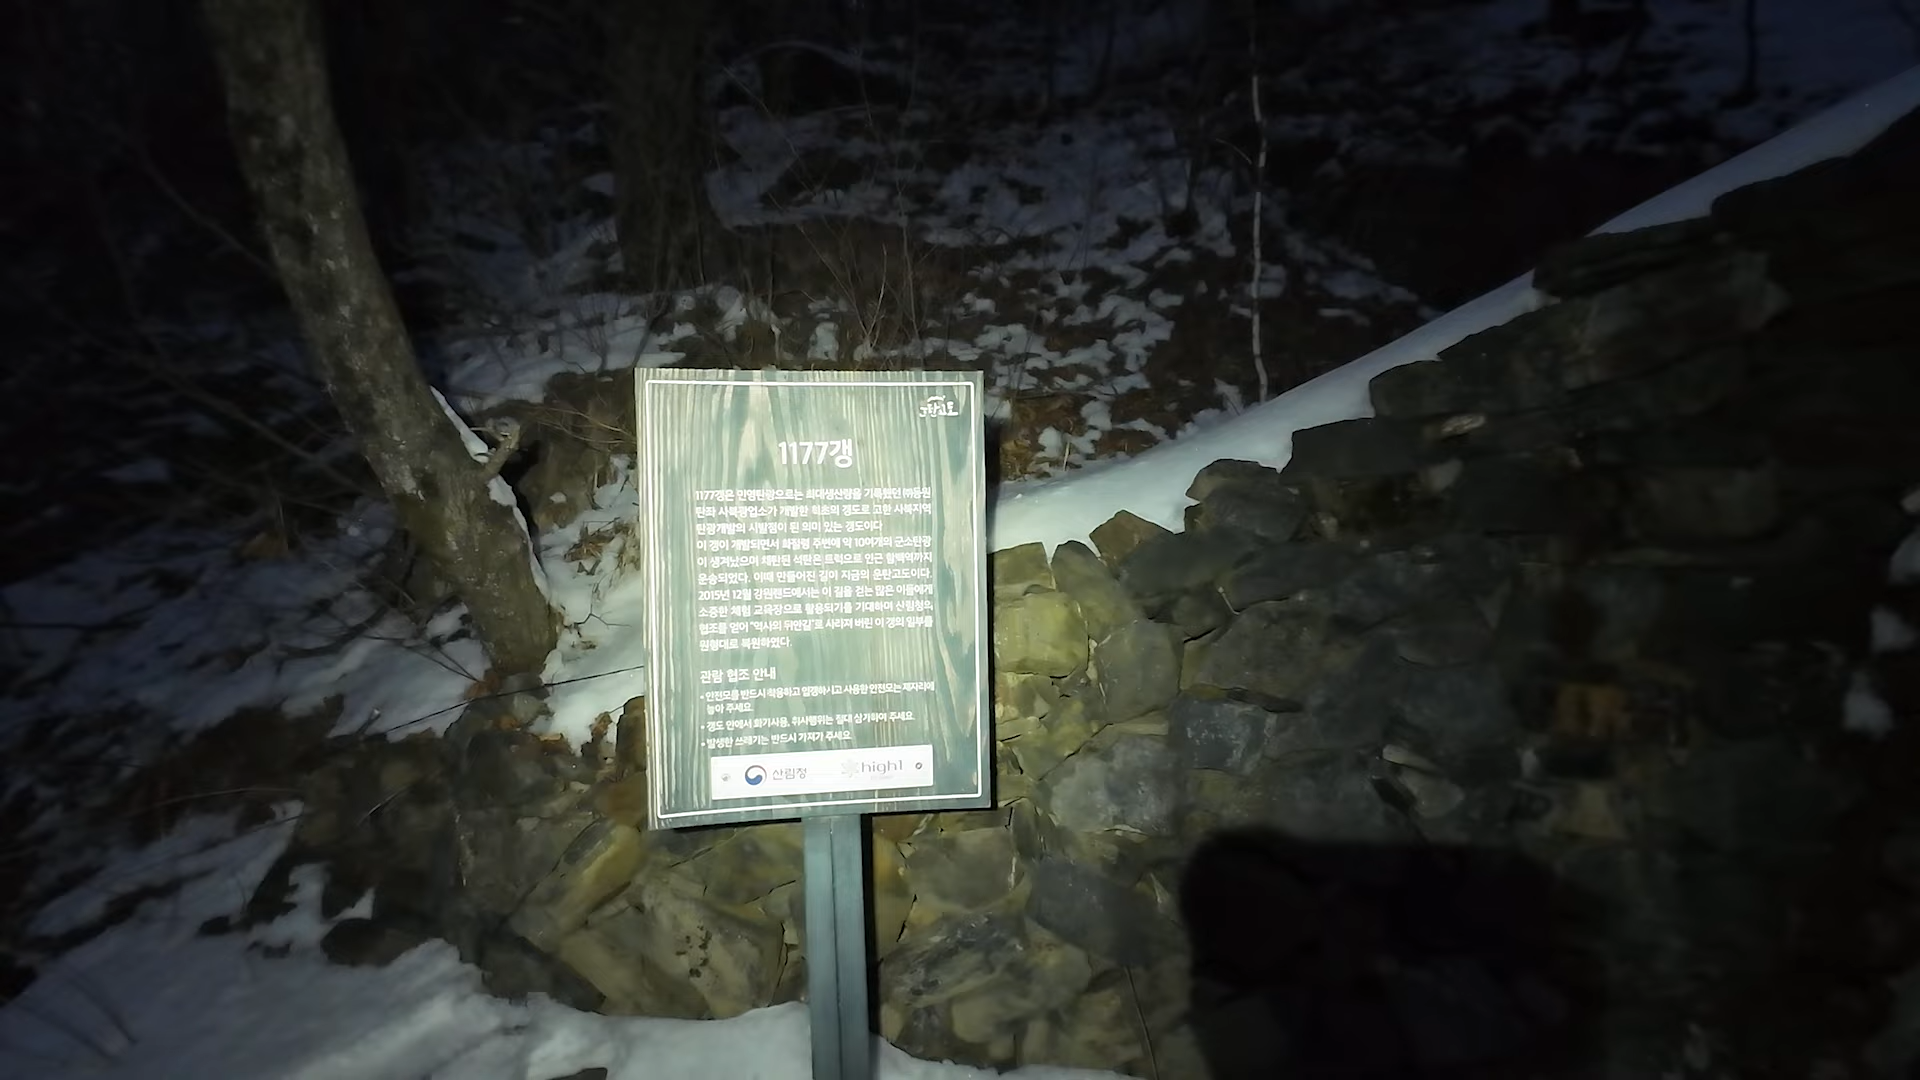 운탄고도
1177갱
1177갱은 민영탄광으로는 최대생산량을 기록했던 ㈜동원
탄좌 사북광업소가 개발한 최초의 갱도로 고한 사북지역
탄광개발의 시발점이 된 의미 있는 갱도이다
이 갱이 개발되면서 화절령 주변에 약 10여개의 군소탄광
이 생겨났으며 채탄된 석탄은 트럭으로 인근 함백역까지
운송되었다. 이때 만들어진 길이 지금의 운탄고도이다.
2015년 12월 강원랜드에서는 이 길을 걷는 많은 이들에게
소중한 체험 교육장으로 활용되기를 기대하며 산림청의
협조를 얻어 "역사의 뒤안길"로 사라져 버린 이 갱의 일부를
원형대로 복원하였다.
관람 협조 안내
• 안전모를 반드시 착용하고 입갱하시고 사용한 안전모는 제자리에
놓아 주세요.
• 갱도 안에서 화기사용, 취사행위는 절대 삼가하여 주세요.
• 발생한 쓰레기는 반드시 가져가 주세요.
산림청 high1